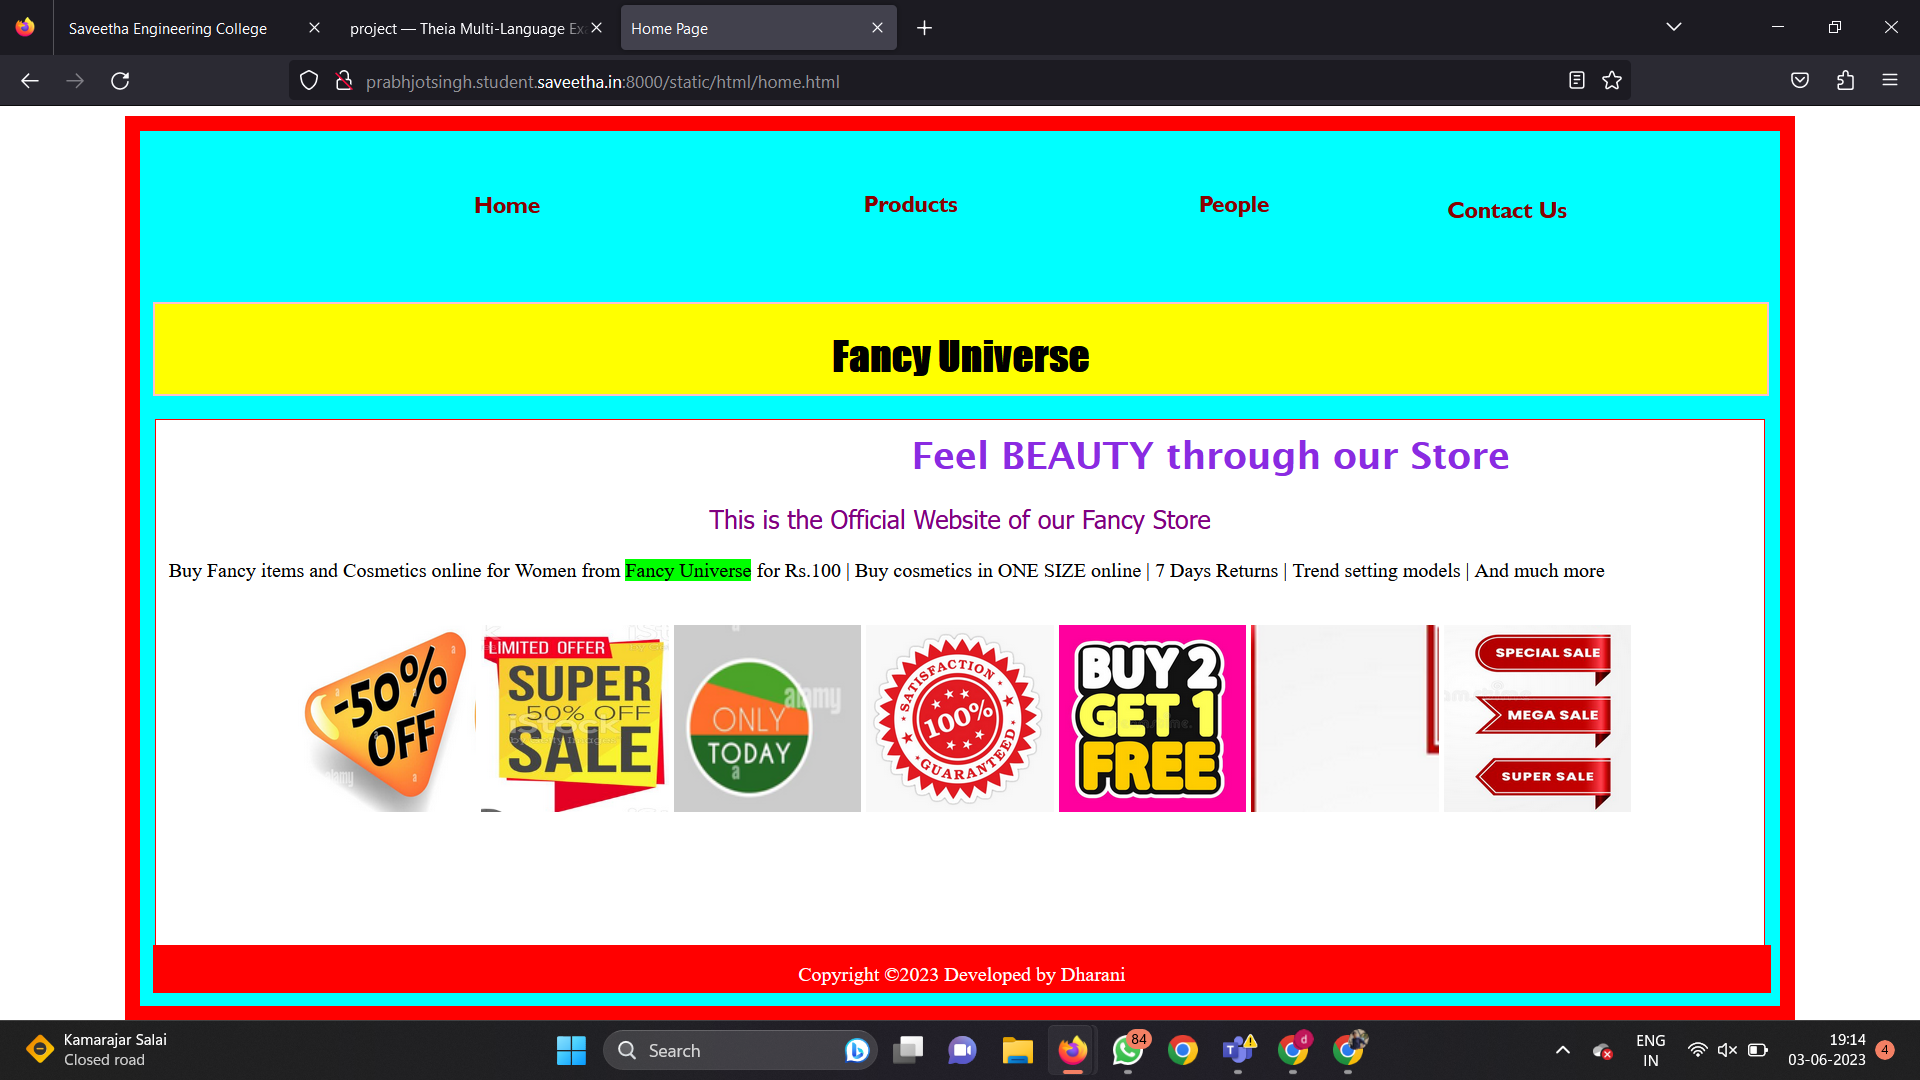 Saveetha Engineering College
project — Theia Multi-Language Ex
Home Page
prabhjotsingh.student.saveetha.in:8000/static/html/home.html
Home
Products
People
Contact Us
Fancy Universe
Feel BEAUTY through our Store
This is the Official Website of our Fancy Store
Buy Fancy items and Cosmetics online for Women from Fancy Universe for Rs.100 | Buy cosmetics in ONE SIZE online | 7 Days Returns | Trend setting models | And much more
-50%
OFF
alamy
a
LIMITED OFFER
SUPER
50% OFF
SALE
iStock
ONLY
TODAY
alamy
a
SATISFACTION
100%
GUARANTEED
BUY 2
GET 1
FREE
SPECIAL SALE
MEGA SALE
SUPER SALE
Copyright ©2023 Developed by Dharani
Kamarajar Salai
Closed road
Search
84
d
ENG
IN
19:14
03-06-2023
4